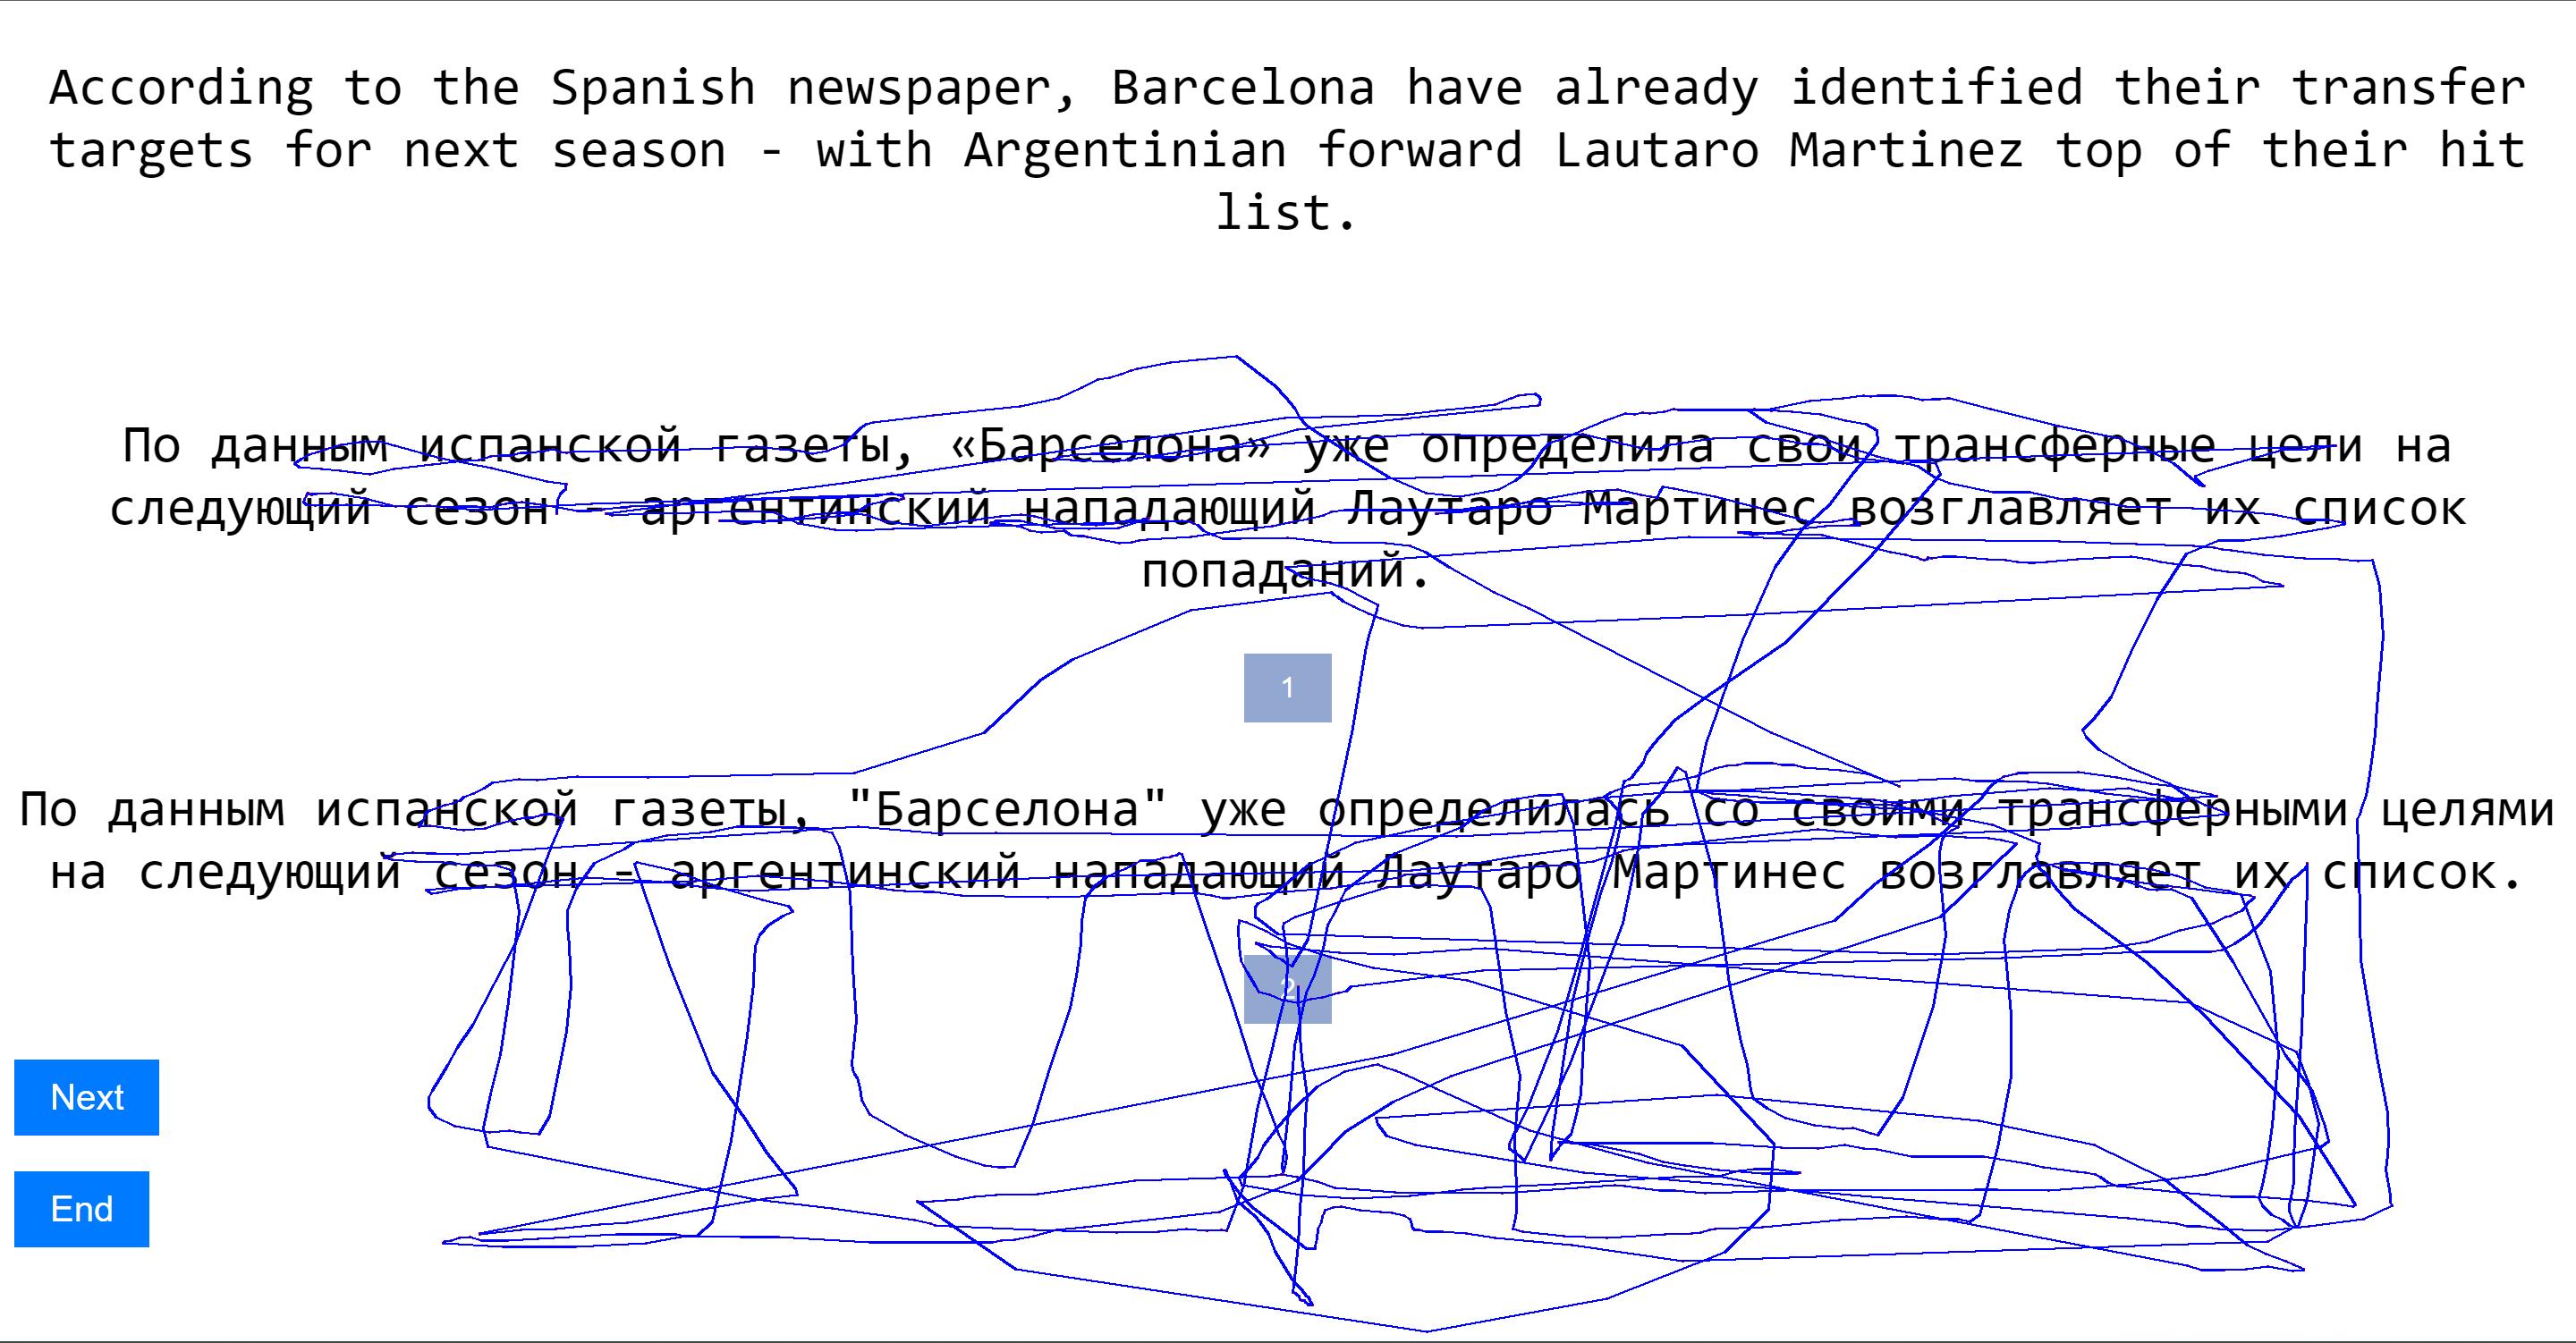 According to the Spanish newspaper, Barcelona have already identified their transfer
targets for next season - with Argentinian forward Lautaro Martinez top of their hit
list.
По данным испанской газеты, «Барселона» уже определила свои трансферные цели на
следующий сезон - аргентинский нападающий Лаутаро Мартинес возглавляет их список
попаданий.
1
По данным испанской газеты, "Барселона" уже определилась со своими трансферными целями
на следующий сезон - аргентинский нападающий Лаутаро Мартинес возглавляет их список.
2
Next
End